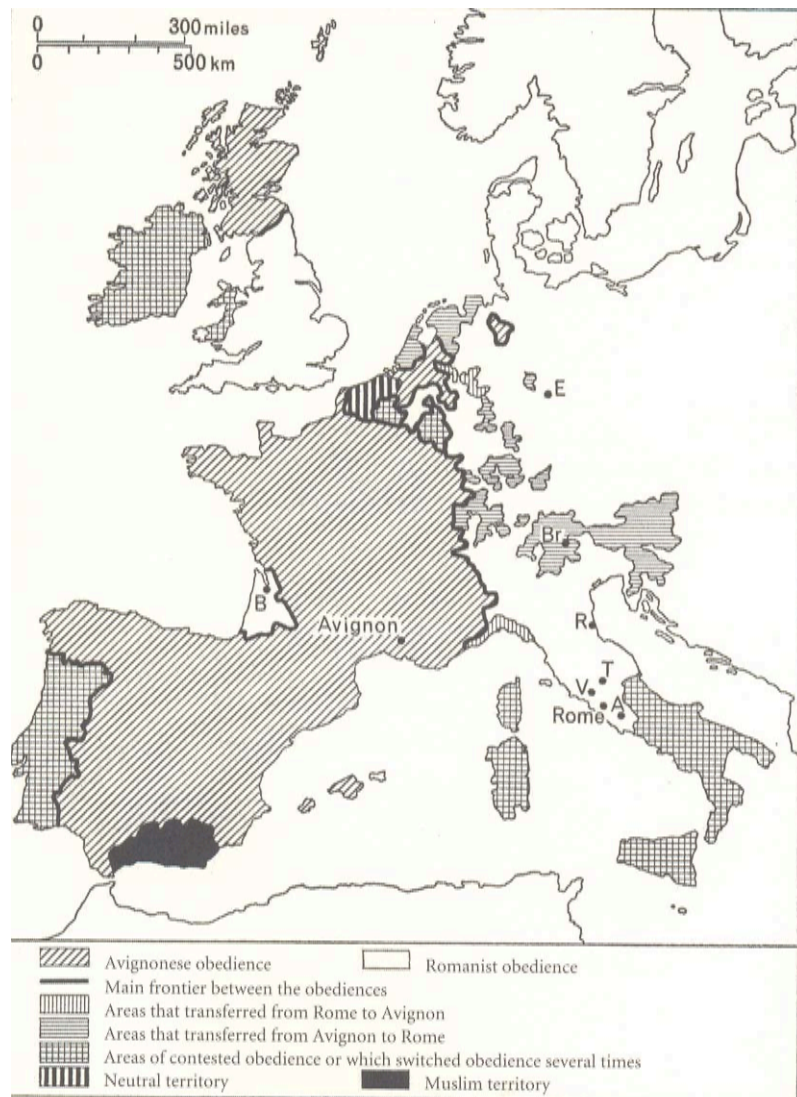 0 300 miles
0 500 km
E
Br.
B
Avignon
R
T
V
Rome
A
Avignonese obedience
Romanist obedience
Main frontier between the obediences
Areas that transferred from Rome to Avignon
Areas that transferred from Avignon to Rome
Areas of contested obedience or which switched obedience several times
Neutral territory
Muslim territory